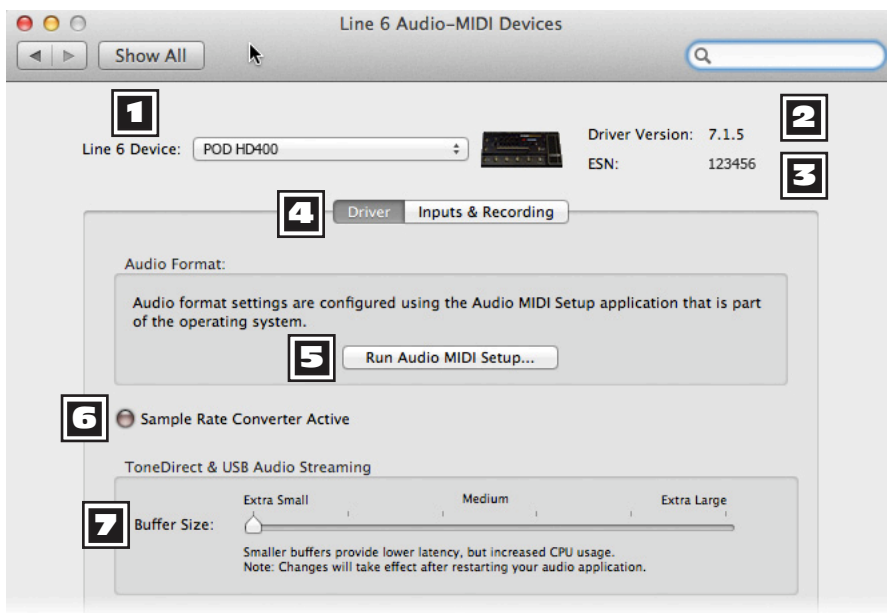 Line 6 Audio-MIDI Devices
Show All
1
2
Line 6 Device: POD HD400
Driver Version: 7.1.5
ESN: 123456
3
4
Driver Inputs & Recording
Audio Format:
Audio format settings are configured using the Audio MIDI Setup application that is part
of the operating system.
5
Run Audio MIDI Setup...
6
Sample Rate Converter Active
ToneDirect & USB Audio Streaming
Extra Small Medium Extra Large
7
Buffer Size:
Smaller buffers provide lower latency, but increased CPU usage.
Note: Changes will take effect after restarting your audio application.